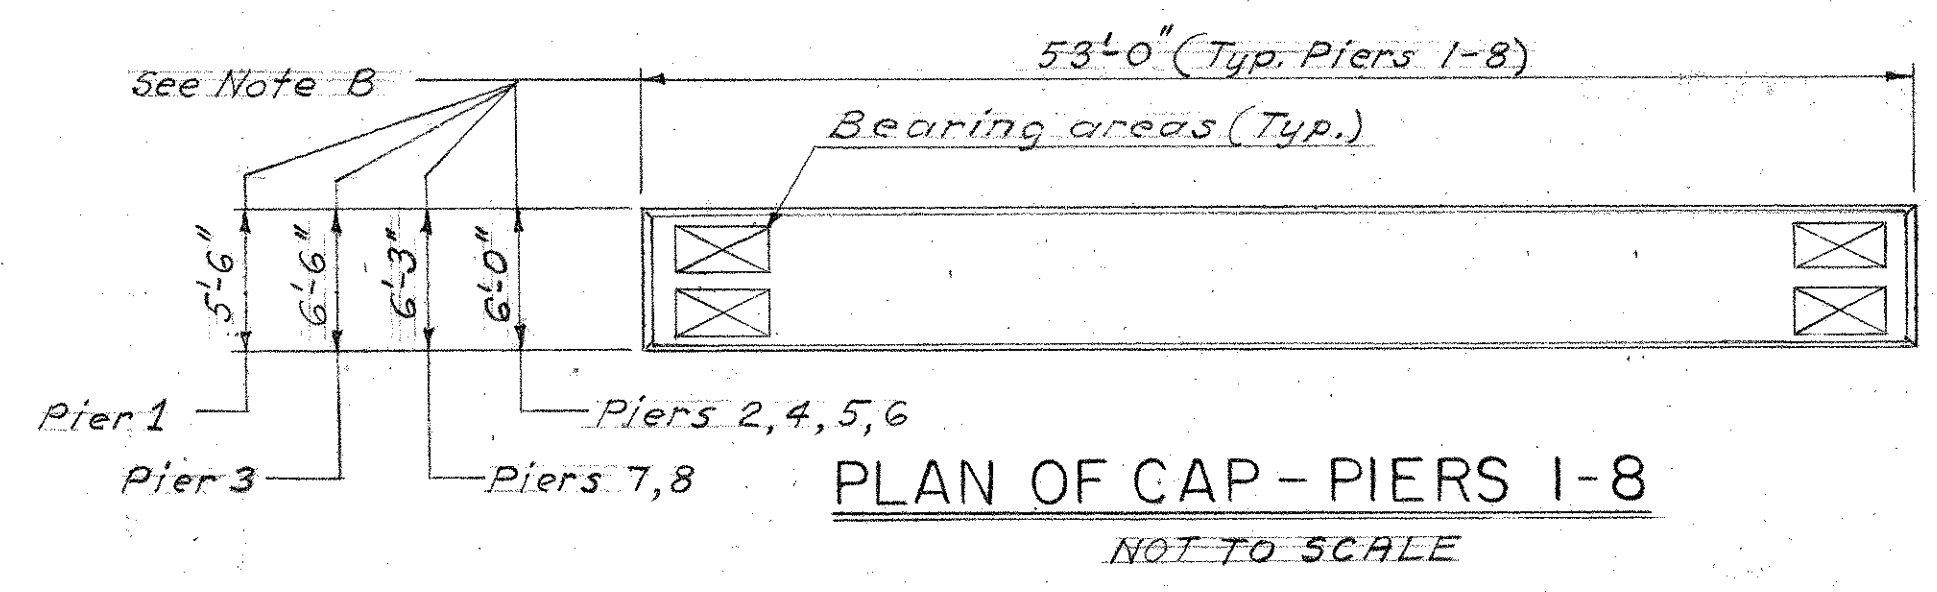 53'-0" (Typ. Piers 1-8)
See Note B
Bearing areas (Typ.)
5'-6"
6'-6"
6'-3"
6'-0"
Pier 1
Piers 2, 4, 5, 6
Pier 3
Piers 7, 8
PLAN OF CAP - PIERS 1-8
NOT TO SCALE